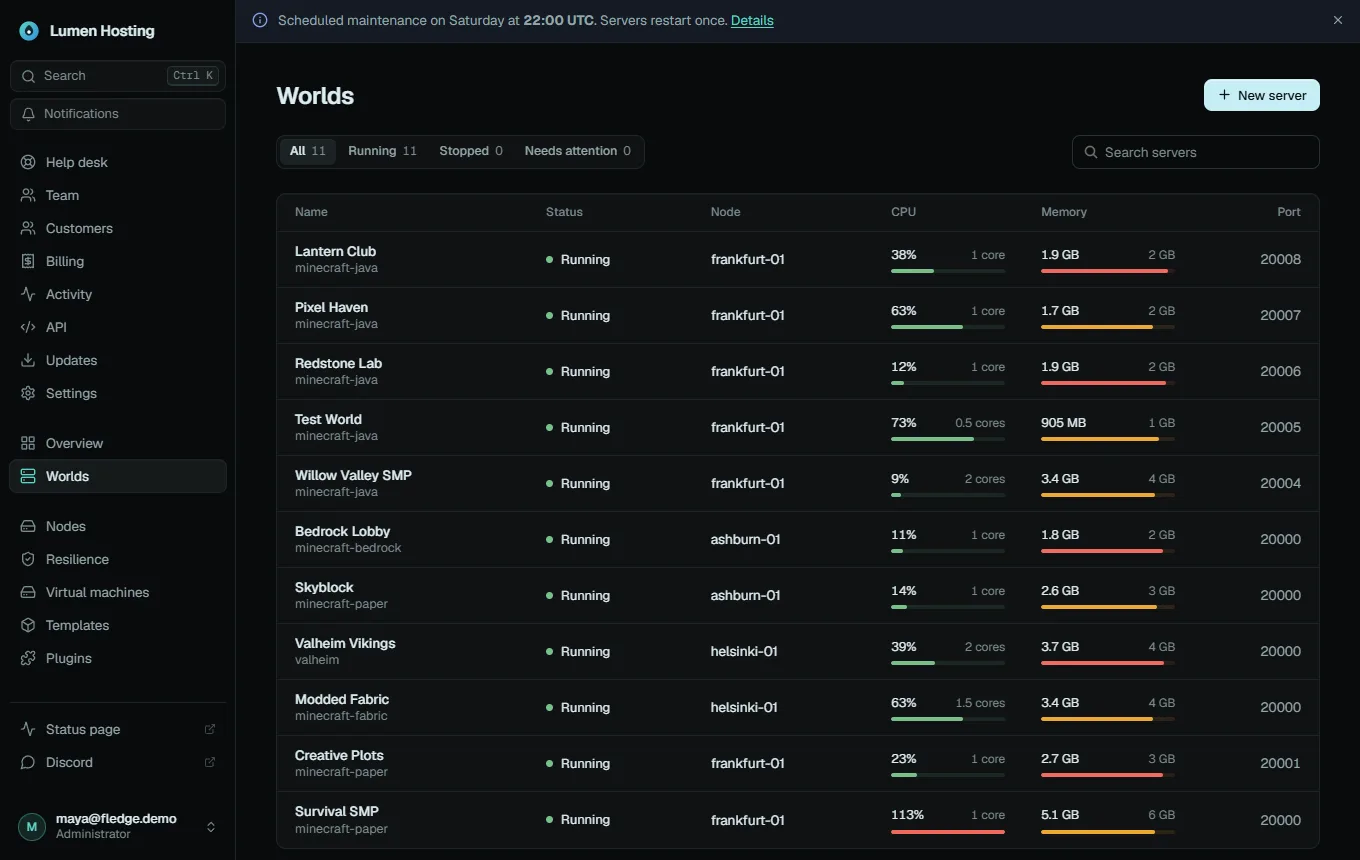 Lumen Hosting
Search Ctrl K
Notifications
Help desk
Team
Customers
Billing
Activity
API
Updates
Settings
Overview
Worlds
Nodes
Resilience
Virtual machines
Templates
Plugins
Status page
Discord
M
maya@fledge.demo
Administrator
Scheduled maintenance on Saturday at 22:00 UTC. Servers restart once. Details
Worlds
+ New server
All 11 Running 11 Stopped 0 Needs attention 0
Search servers
Name Status Node CPU Memory Port
Lantern Club
minecraft-java
Running frankfurt-01 38% 1 core 1.9 GB 2 GB 20008
Pixel Haven
minecraft-java
Running frankfurt-01 63% 1 core 1.7 GB 2 GB 20007
Redstone Lab
minecraft-java
Running frankfurt-01 12% 1 core 1.9 GB 2 GB 20006
Test World
minecraft-java
Running frankfurt-01 73% 0.5 cores 905 MB 1 GB 20005
Willow Valley SMP
minecraft-java
Running frankfurt-01 9% 2 cores 3.4 GB 4 GB 20004
Bedrock Lobby
minecraft-bedrock
Running ashburn-01 11% 1 core 1.8 GB 2 GB 20000
Skyblock
minecraft-paper
Running ashburn-01 14% 1 core 2.6 GB 3 GB 20000
Valheim Vikings
valheim
Running helsinki-01 39% 2 cores 3.7 GB 4 GB 20000
Modded Fabric
minecraft-fabric
Running helsinki-01 63% 1.5 cores 3.4 GB 4 GB 20000
Creative Plots
minecraft-paper
Running frankfurt-01 23% 1 core 2.7 GB 3 GB 20001
Survival SMP
minecraft-paper
Running frankfurt-01 113% 1 core 5.1 GB 6 GB 20000